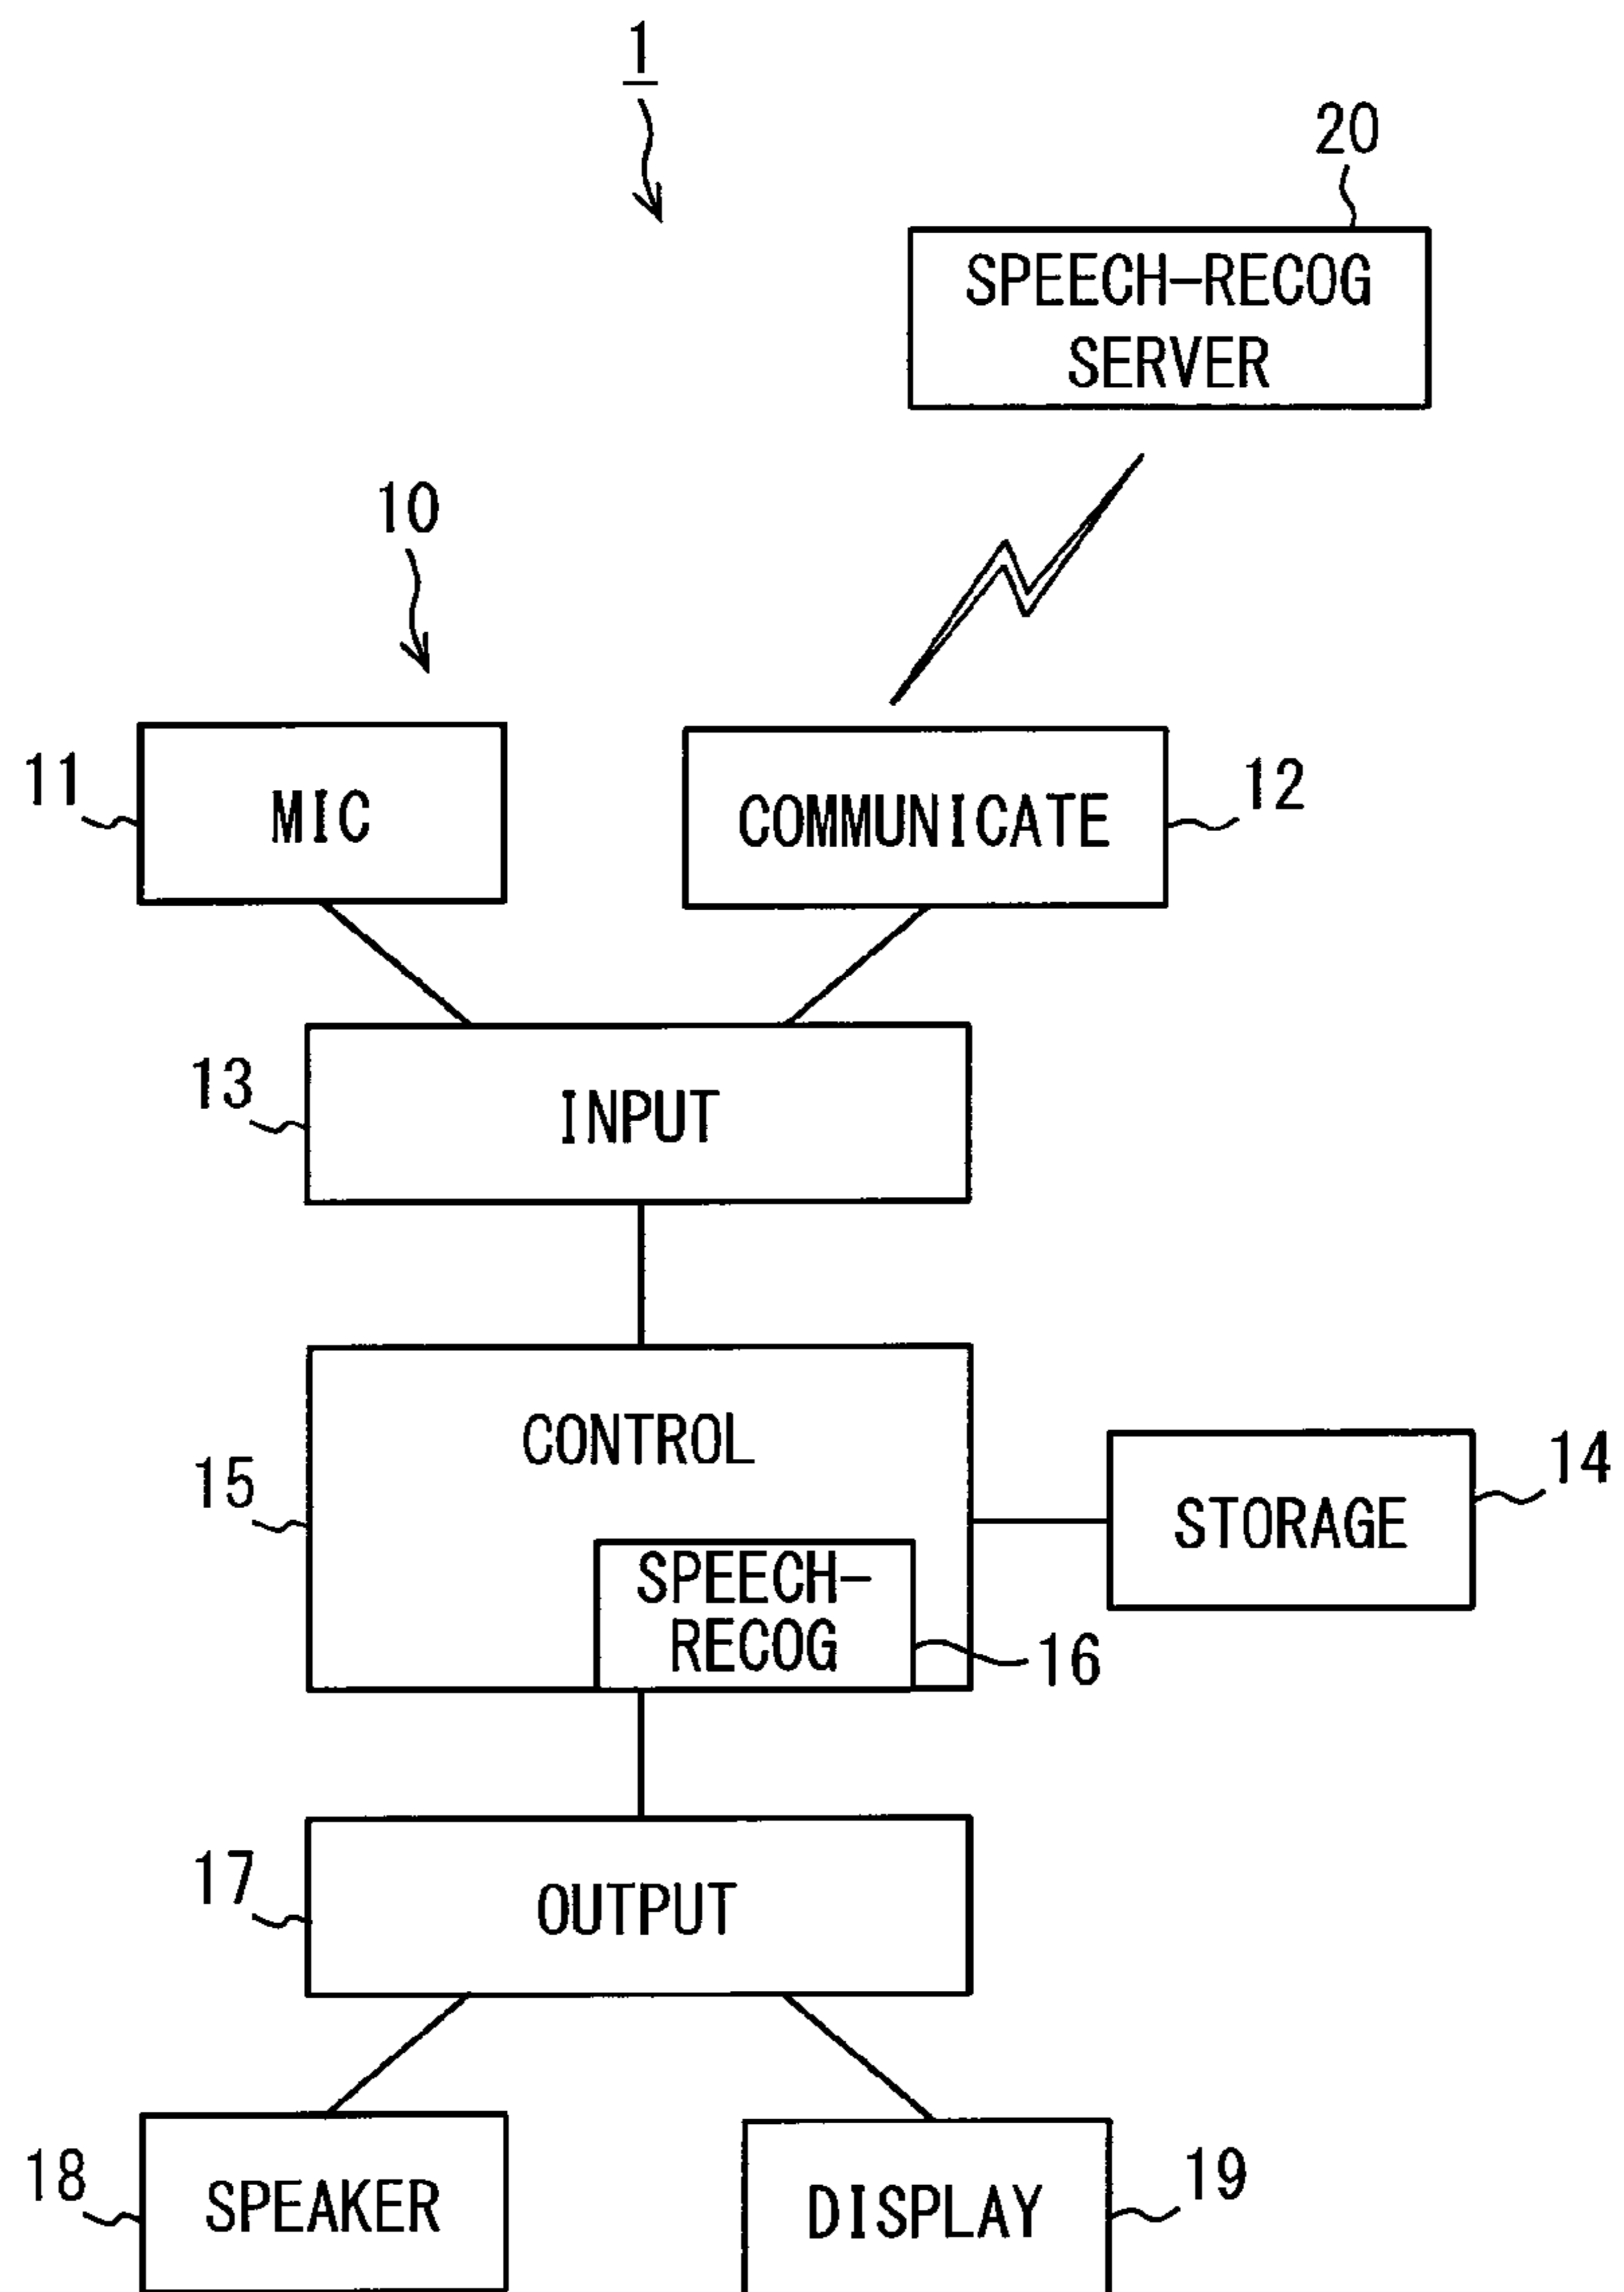 1
20
SPEECH-RECOG
SERVER
10
11
MIC
COMMUNICATE
12
13
INPUT
CONTROL
15
14
STORAGE
SPEECH-
RECOG
16
17
OUTPUT
18
SPEAKER
DISPLAY
19